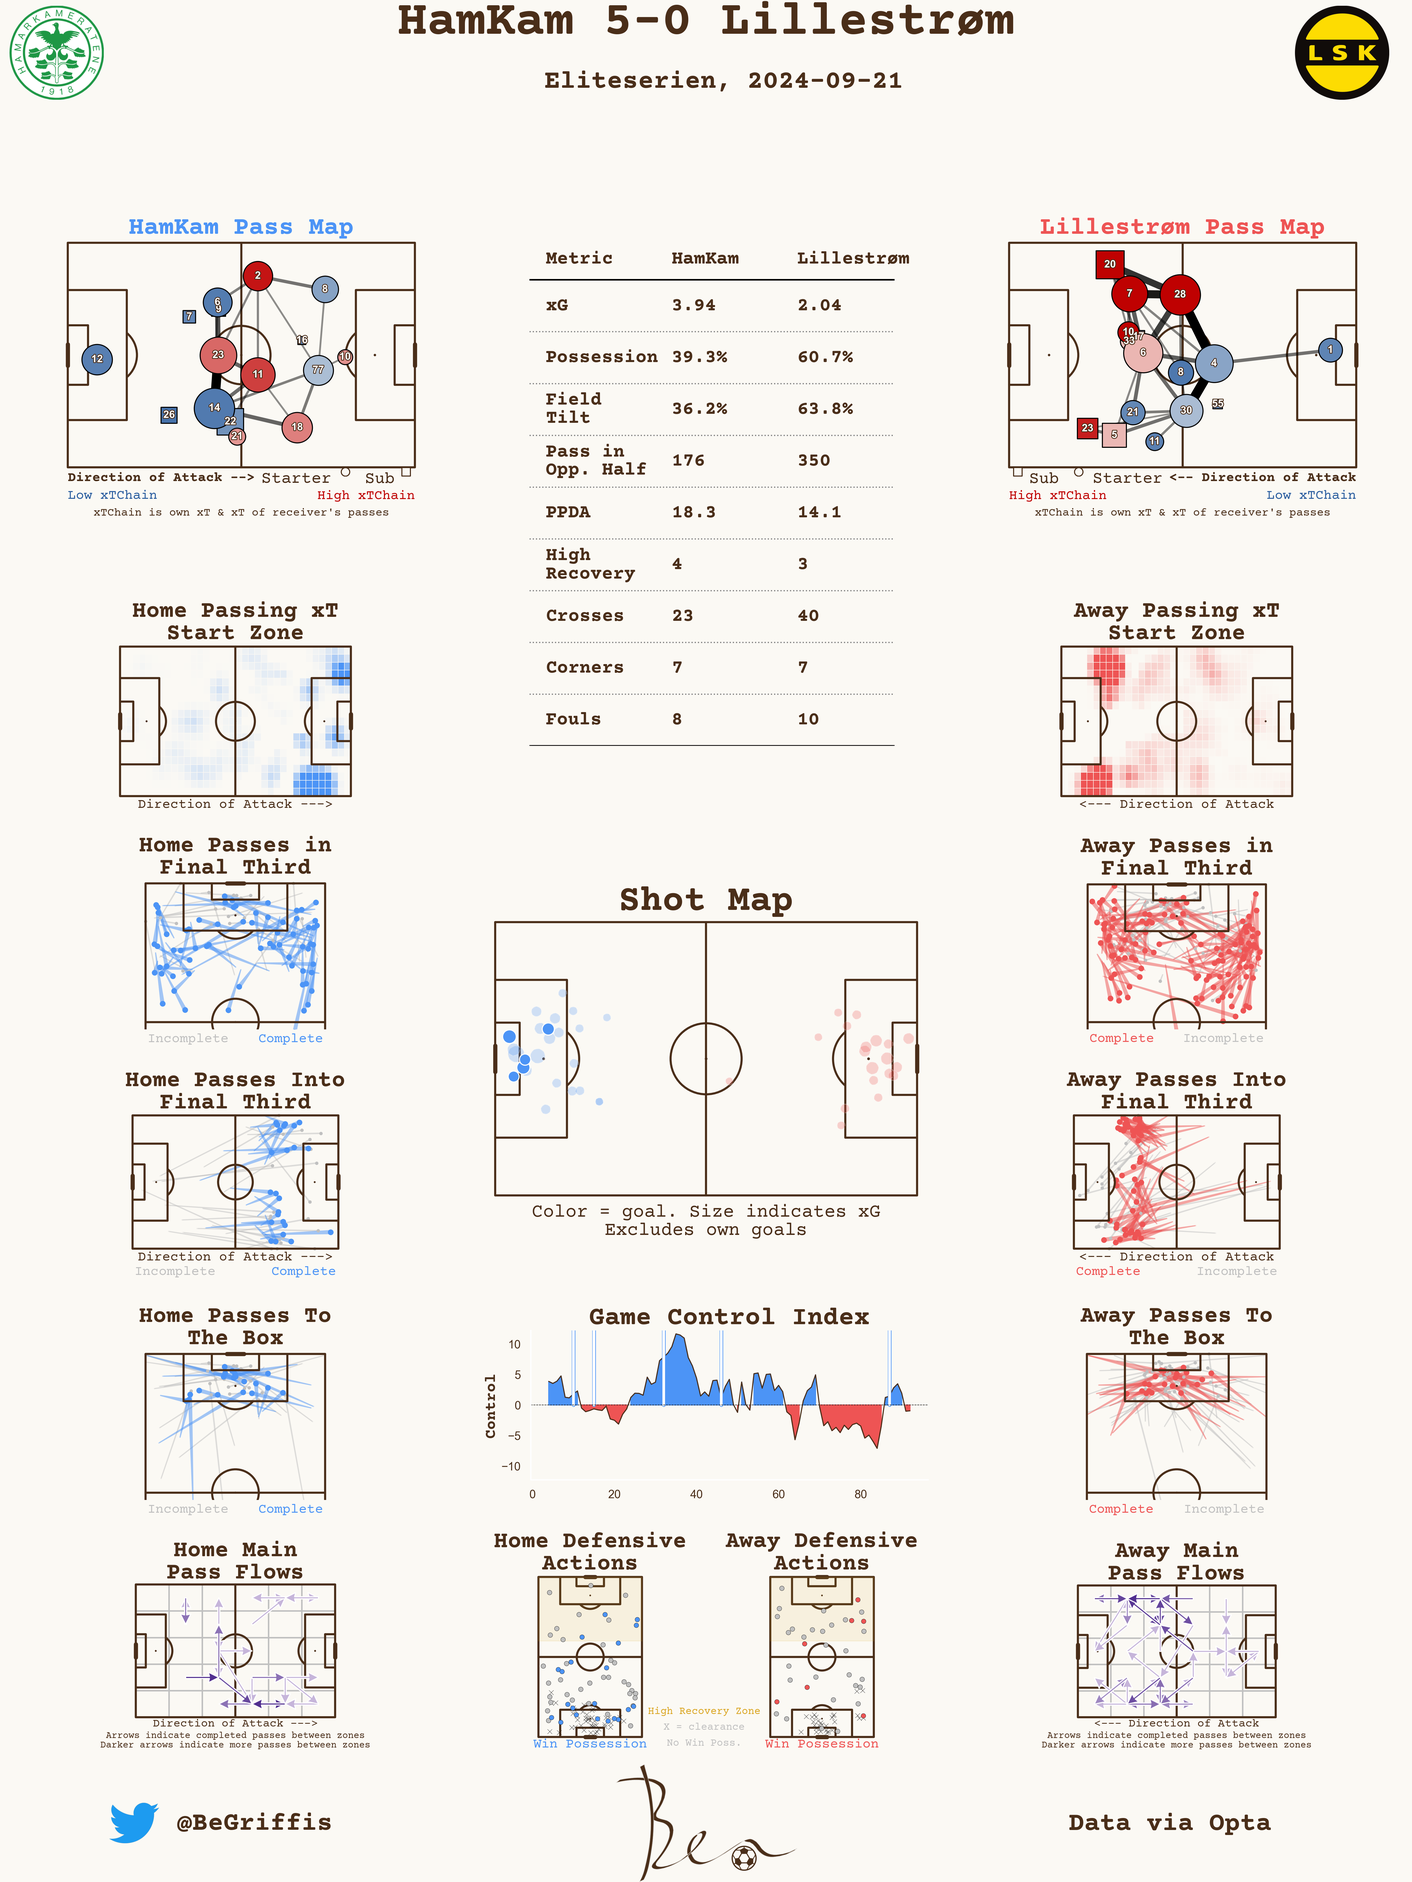 HamKam 5-0 Lillestrøm
Eliteserien, 2024-09-21
HAMARKAMERATENE
1918
LSK
HamKam Pass Map
2
8
6
9
7
16
23
10
12
11
77
14
26
22
21
18
Direction of Attack --> Starter Sub
Low xTChain High xTChain
xTChain is own xT & xT of receiver's passes
Metric HamKam Lillestrøm
xG 3.94 2.04
Possession 39.3% 60.7%
Field
Tilt 36.2% 63.8%
Pass in
Opp. Half 176 350
PPDA 18.3 14.1
High
Recovery 4 3
Crosses 23 40
Corners 7 7
Fouls 8 10
Lillestrøm Pass Map
20
7
28
10
17
33
6
4
1
8
21
30
55
23
5
11
Sub Starter <-- Direction of Attack
High xTChain Low xTChain
xTChain is own xT & xT of receiver's passes
Home Passing xT
Start Zone
Direction of Attack --->
Away Passing xT
Start Zone
<--- Direction of Attack
Home Passes in
Final Third
Incomplete Complete
Away Passes in
Final Third
Complete Incomplete
Shot Map
Color = goal. Size indicates xG
Excludes own goals
Home Passes Into
Final Third
Direction of Attack --->
Incomplete Complete
Away Passes Into
Final Third
<--- Direction of Attack
Complete Incomplete
Home Passes To
The Box
Incomplete Complete
Game Control Index
Control
10
5
0
−5
−10
0 20 40 60 80
Away Passes To
The Box
Complete Incomplete
Home Main
Pass Flows
Direction of Attack --->
Arrows indicate completed passes between zones
Darker arrows indicate more passes between zones
Home Defensive
Actions
Win Possession
High Recovery Zone
X = clearance
No Win Poss.
Away Defensive
Actions
Win Possession
Away Main
Pass Flows
<--- Direction of Attack
Arrows indicate completed passes between zones
Darker arrows indicate more passes between zones
@BeGriffis
Ben
Data via Opta